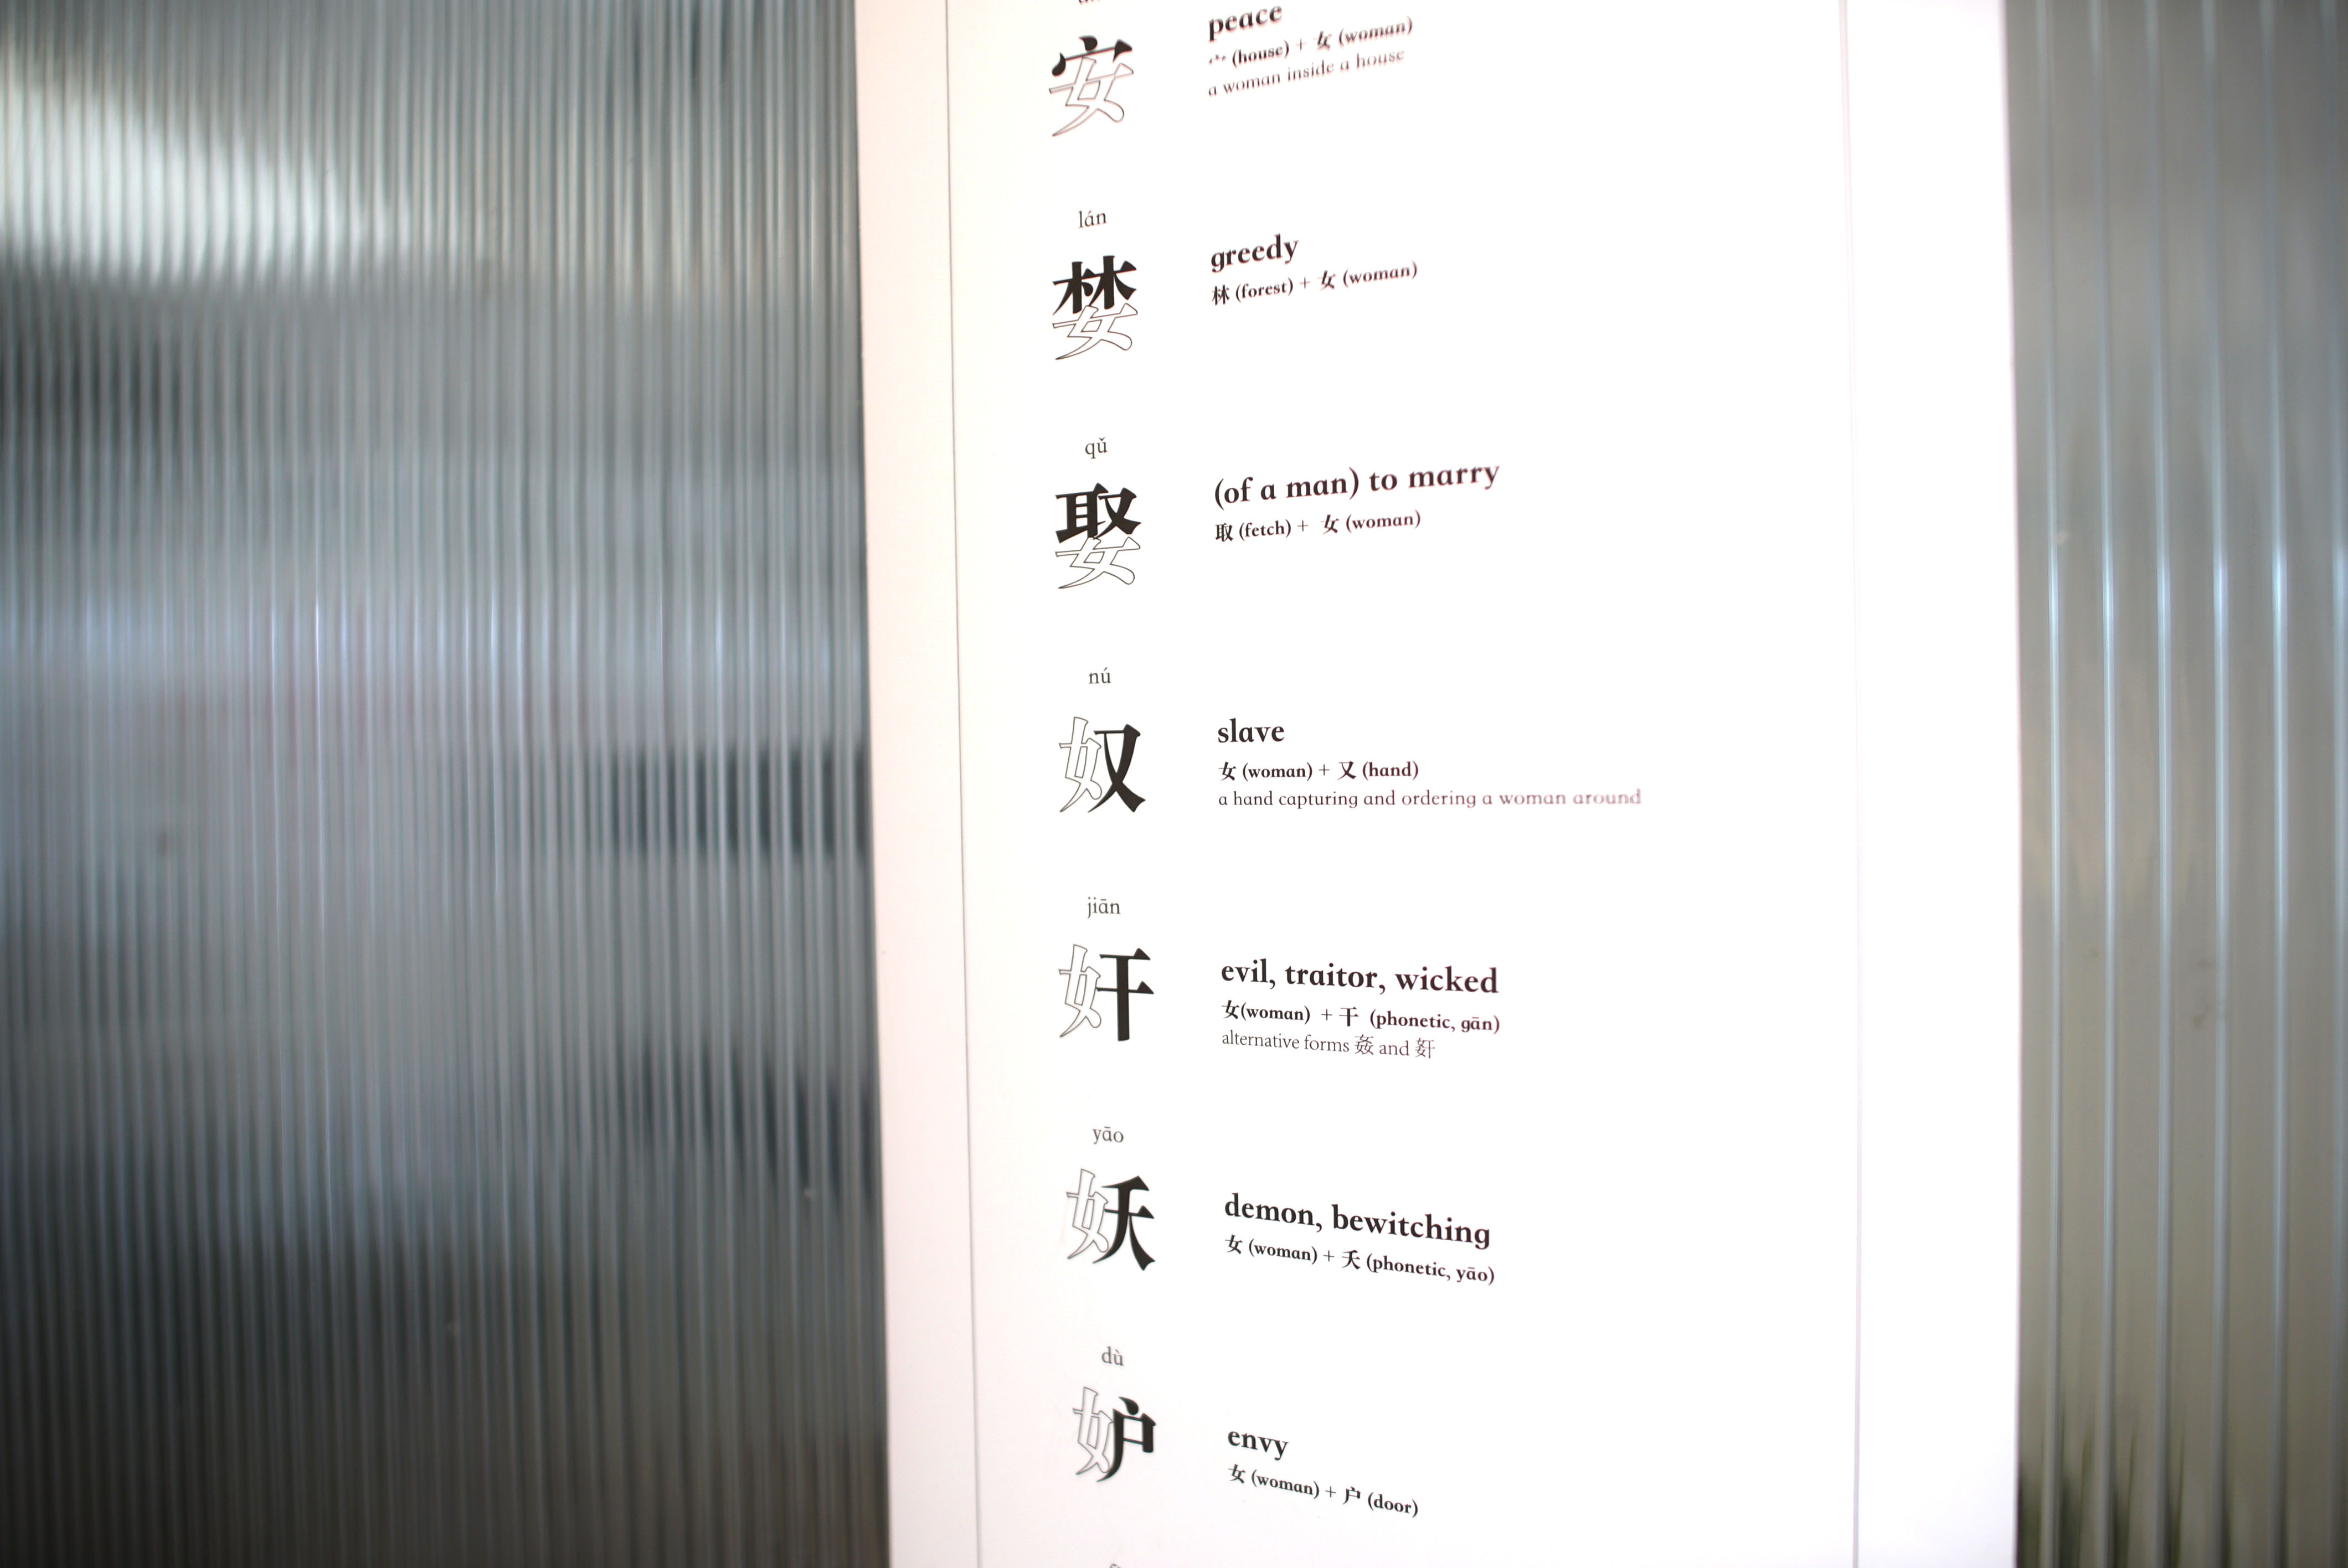 安
peace
宀 (house) + 女 (woman)
a woman inside a house
lán
婪
greedy
林 (forest) + 女 (woman)
qǔ
娶
(of a man) to marry
取 (fetch) + 女 (woman)
nú
奴
slave
女 (woman) + 又 (hand)
a hand capturing and ordering a woman around
jiān
奸
evil, traitor, wicked
女(woman) + 干 (phonetic, gān)
alternative forms 姦 and 姧
yāo
妖
demon, bewitching
女 (woman) + 夭 (phonetic, yāo)
dù
妒
envy
女 (woman) + 户 (door)